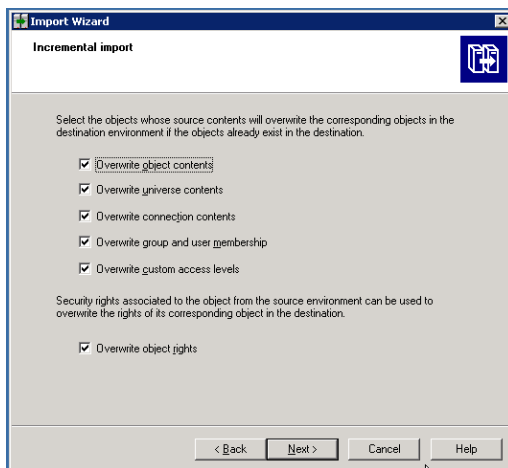 Import Wizard
Incremental import
Select the objects whose source contents will overwrite the corresponding objects in the
destination environment if the objects already exist in the destination.
Overwrite object contents
Overwrite universe contents
Overwrite connection contents
Overwrite group and user membership
Overwrite custom access levels
Security rights associated to the object from the source environment can be used to
overwrite the rights of its corresponding object in the destination.
Overwrite object rights
< Back Next > Cancel Help